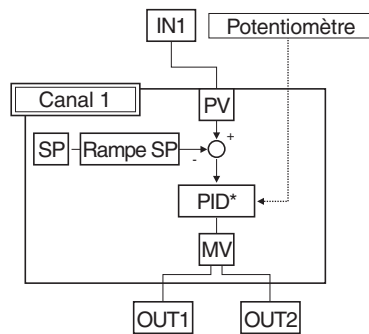 IN1
Potentiomètre
Canal 1
PV
+
SP
Rampe SP
-
PID*
MV
OUT1
OUT2